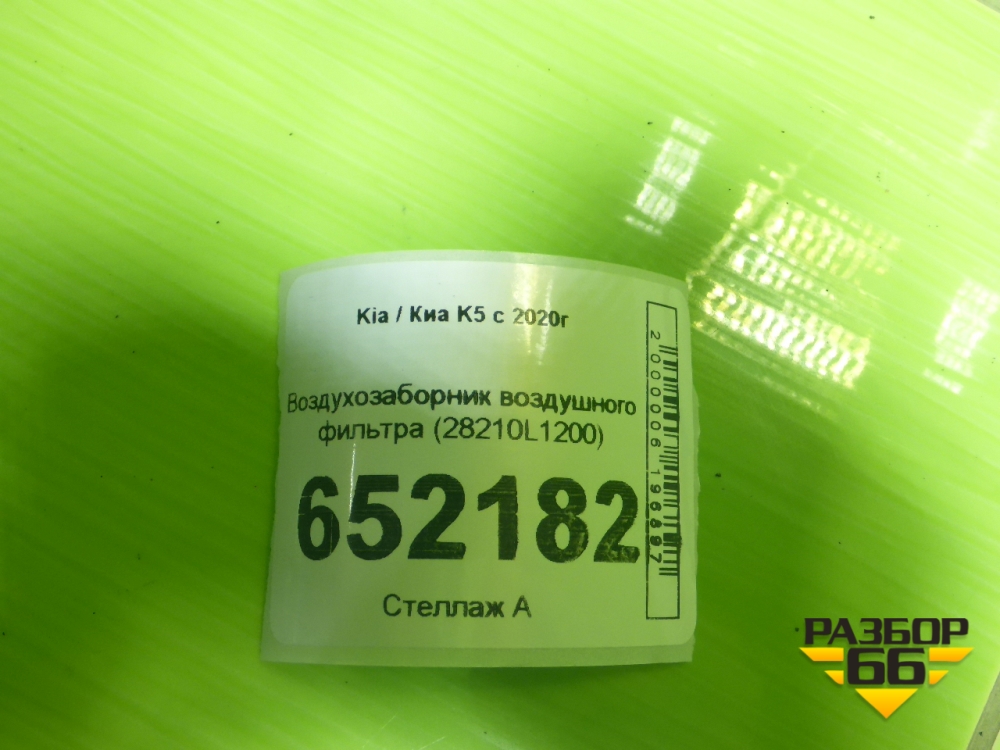 Kia / Киа K5 с 2020г
Воздухозаборник воздушного
фильтра (28210L1200)
652182
Стеллаж А
2000006196897
РАЗБОР
66